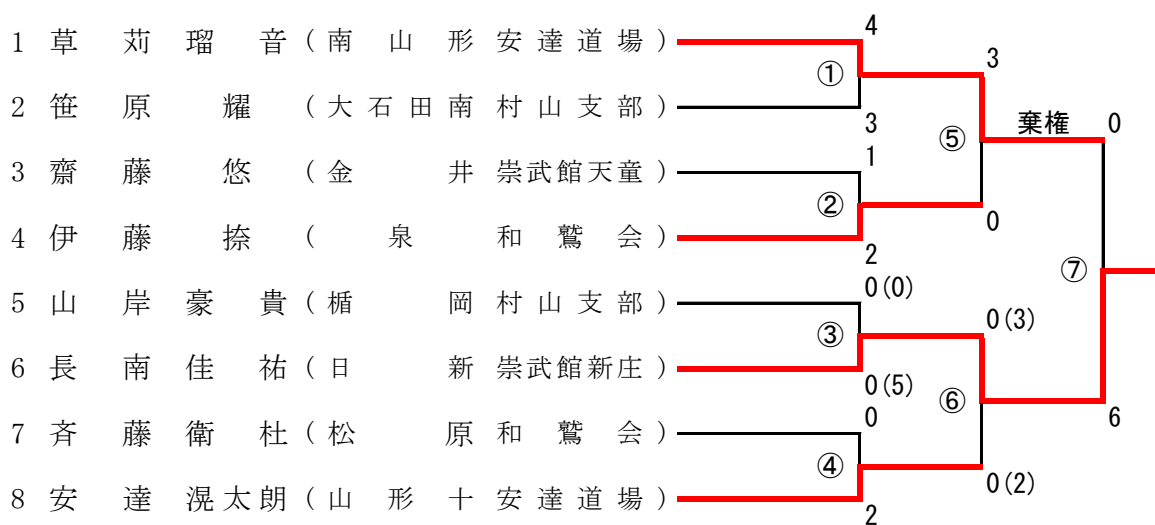 1 草苅瑠音(南山形安達道場)
2 笹原耀(大石田南村山支部)
3 齋藤悠(金井崇武館天童)
4 伊藤捺(泉和鷲会)
5 山岸豪貴(楯岡村山支部)
6 長南佳祐(日新崇武館新庄)
7 斉藤衛杜(松原和鷲会)
8 安達滉太朗(山形十安達道場)
4
①
3
1
②
2
0(0)
③
0(5)
0
④
2
3
⑤
0
0(3)
⑥
0(2)
棄権 0
⑦
6